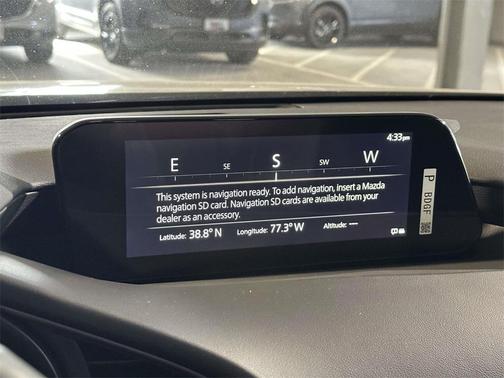 4:33pm
E SE S SW W
This system is navigation ready. To add navigation, insert a Mazda
navigation SD card. Navigation SD cards are available from your
dealer as an accessory.
Latitude: 38.8° N Longitude: 77.3° W Altitude: ---
P BDGF